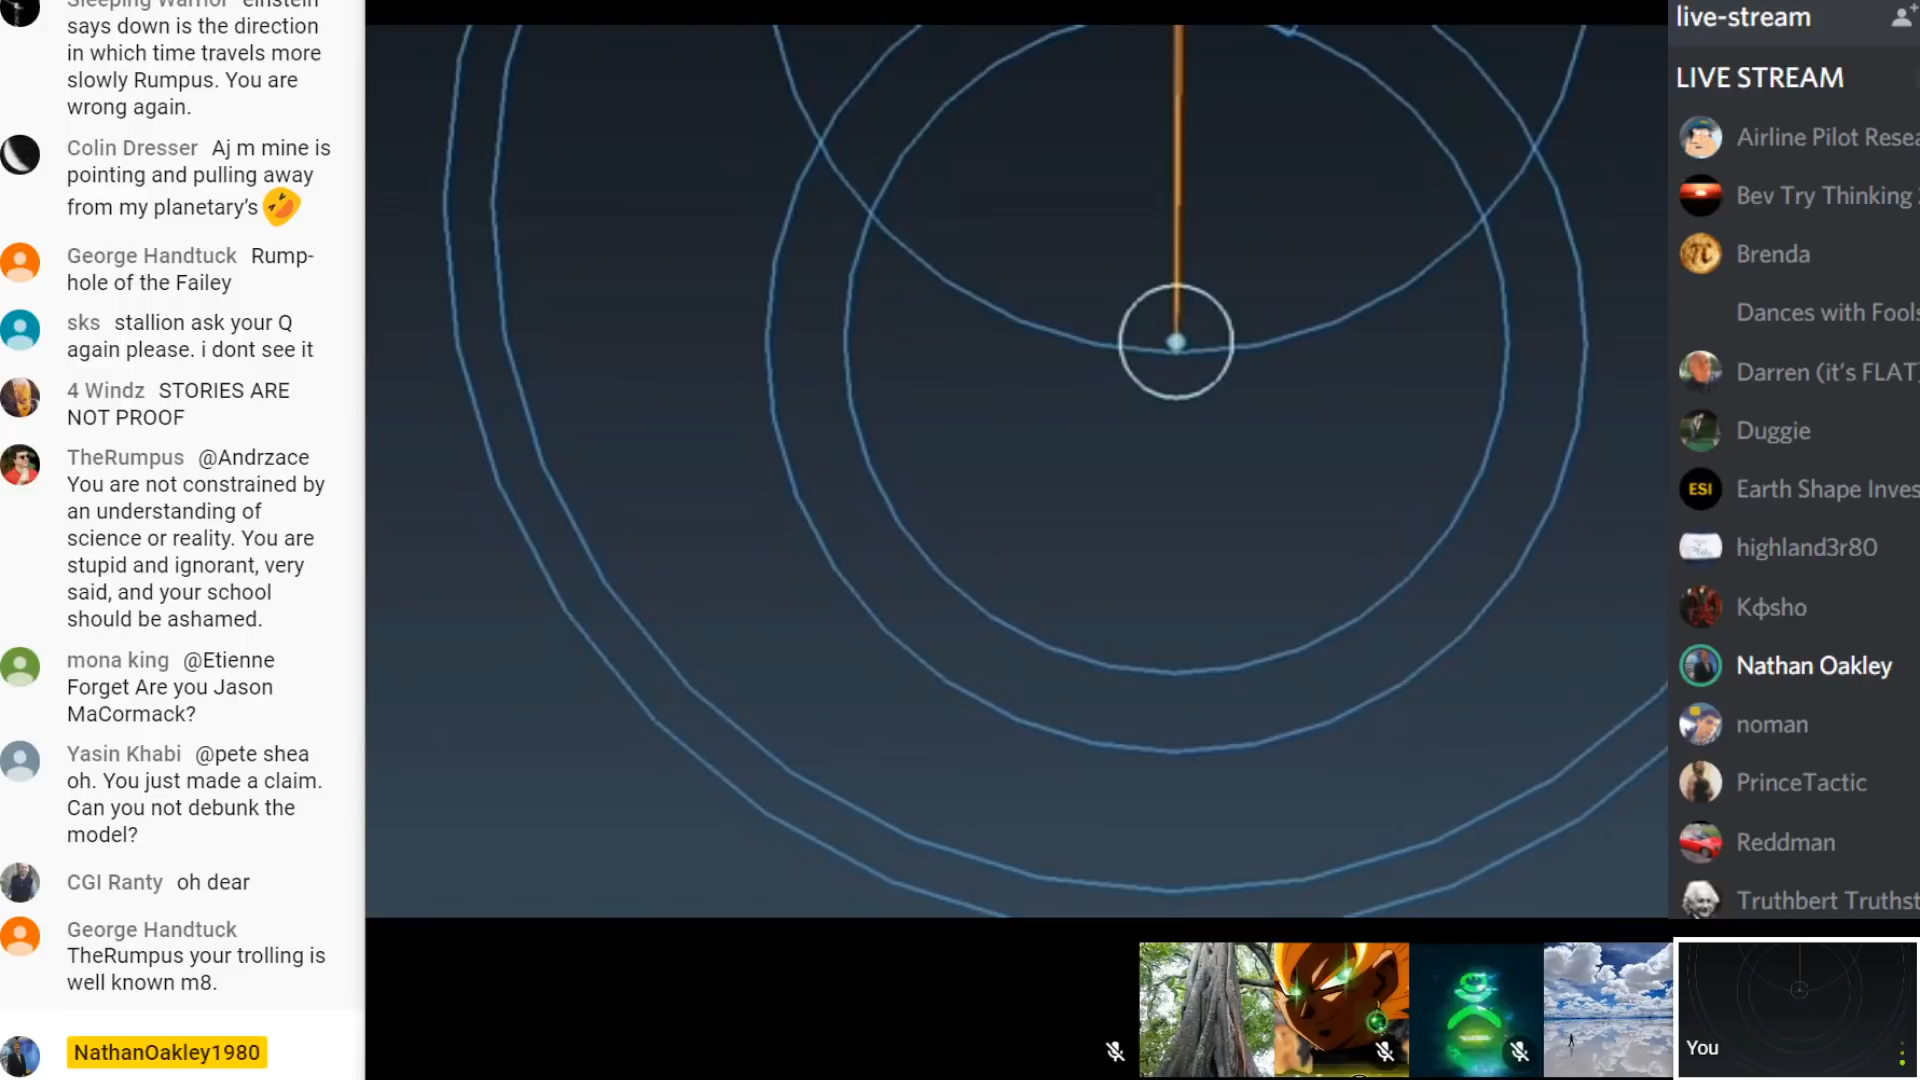 Sleeping Warrior einstein
says down is the direction
in which time travels more
slowly Rumpus. You are
wrong again.
Colin Dresser Aj m mine is
pointing and pulling away
from my planetary’s
George Handtuck Rump-
hole of the Failey
sks stallion ask your Q
again please. i dont see it
4 Windz STORIES ARE
NOT PROOF
TheRumpus @Andrzace
You are not constrained by
an understanding of
science or reality. You are
stupid and ignorant, very
said, and your school
should be ashamed.
mona king @Etienne
Forget Are you Jason
MaCormack?
Yasin Khabi @pete shea
oh. You just made a claim.
Can you not debunk the
model?
CGI Ranty oh dear
George Handtuck
TheRumpus your trolling is
well known m8.
NathanOakley1980
live-stream
LIVE STREAM
Airline Pilot Resea
Bev Try Thinking
Brenda
Dances with Fools
Darren (it's FLAT)
Duggie
ESI
Earth Shape Inves
highland3r80
Kфsho
Nathan Oakley
noman
PrinceTactic
Reddman
Truthbert Truthst
You